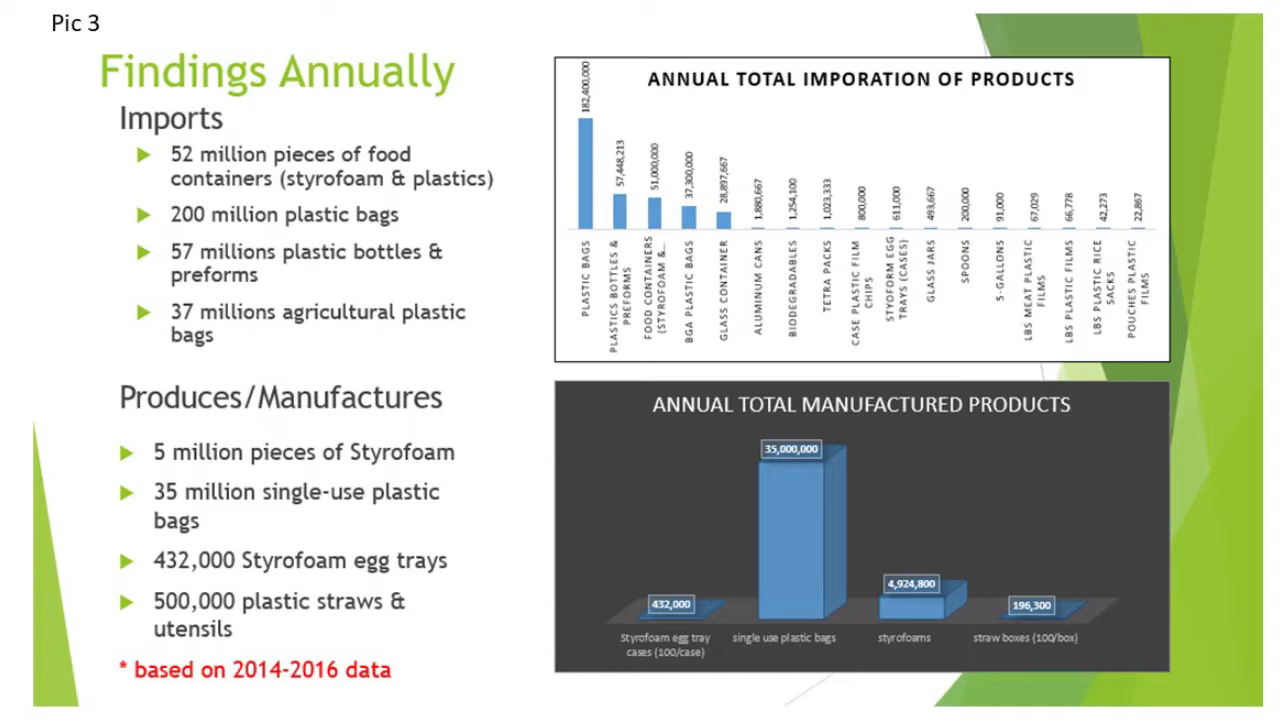 Pic 3
Findings Annually
Imports
52 million pieces of food
containers (styrofoam & plastics)
200 million plastic bags
57 millions plastic bottles &
preforms
37 millions agricultural plastic
bags
Produces/Manufactures
5 million pieces of Styrofoam
35 million single-use plastic
bags
432,000 Styrofoam egg trays
500,000 plastic straws &
utensils
* based on 2014-2016 data
ANNUAL TOTAL IMPORATION OF PRODUCTS
182,400,000
57,448,213
51,000,000
37,300,000
28,897,667
1,880,667
1,254,100
1,023,333
800,000
611,000
493,667
200,000
91,000
67,029
66,778
42,273
22,867
PLASTIC BAGS
PLASTICS BOTTLES &
PREFORMS
FOOD CONTAINERS
(STYROFOAM &...
BGA PLASTIC BAGS
GLASS CONTAINER
ALUMINUM CANS
BIODEGRADABLES
TETRA PACKS
CASE PLASTIC FILM
CHIPS
STYOFORM EGG
TRAYS (CASES)
GLASS JARS
SPOONS
5-GALLONS
LBS MEAT PLASTIC
FILMS
LBS PLASTIC FILMS
LBS PLASTIC RICE
SACKS
POUCHES PLASTIC
FILMS
ANNUAL TOTAL MANUFACTURED PRODUCTS
35,000,000
4,924,800
432,000
196,300
Styrofoam egg tray
cases (100/case)
single use plastic bags
styrofoams
straw boxes (100/box)